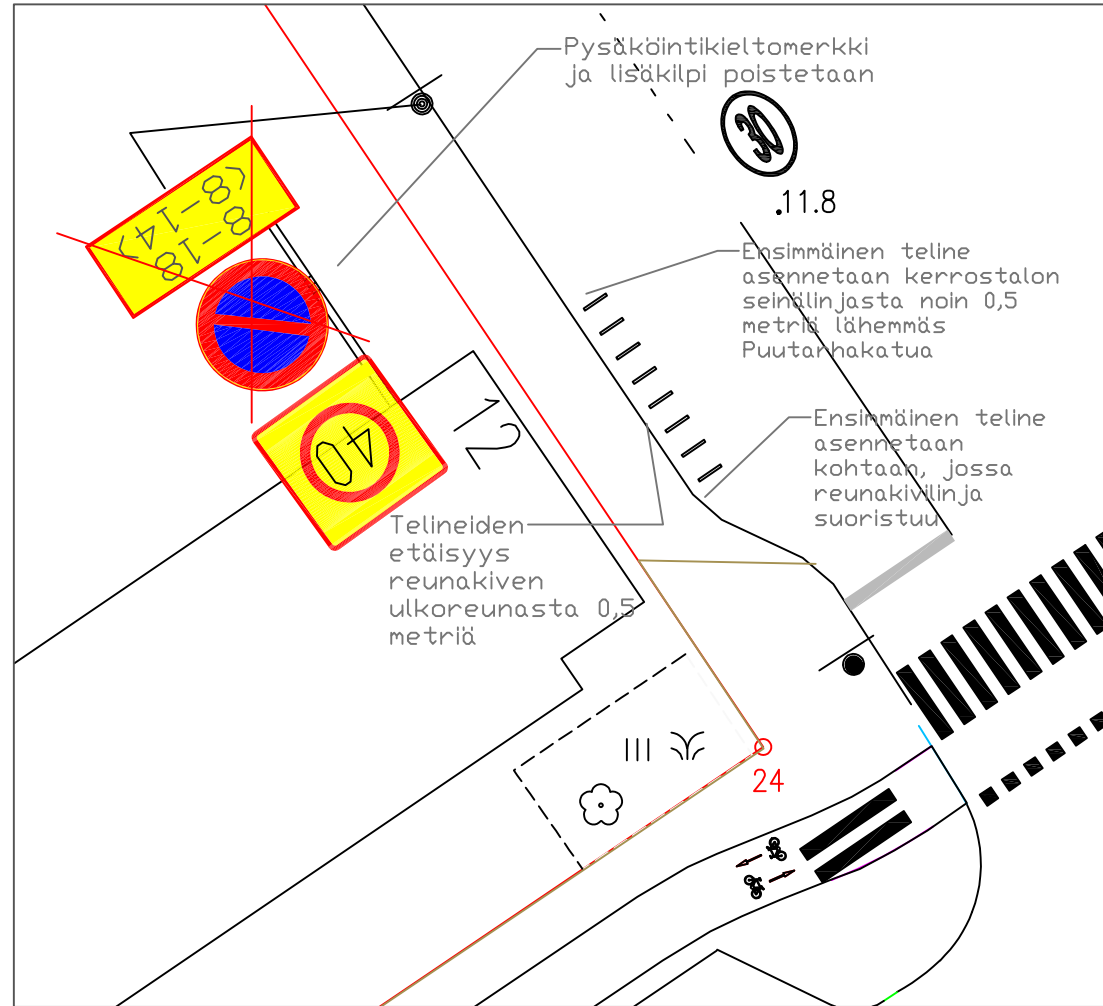 Pysäköintikieltomerkki
ja lisäkilpi poistetaan
30
.11.8
8-18
(8-14)
Ensimmäinen teline
asennetaan kerrostalon
seinälinjasta noin 0,5
metriä lähemmäs
Puutarhakatua
40
12
Ensimmäinen teline
asennetaan
kohtaan, jossa
reunakivilinja
suoristuu
Telineiden
etäisyys
reunakiven
ulkoreunasta 0,5
metriä
24